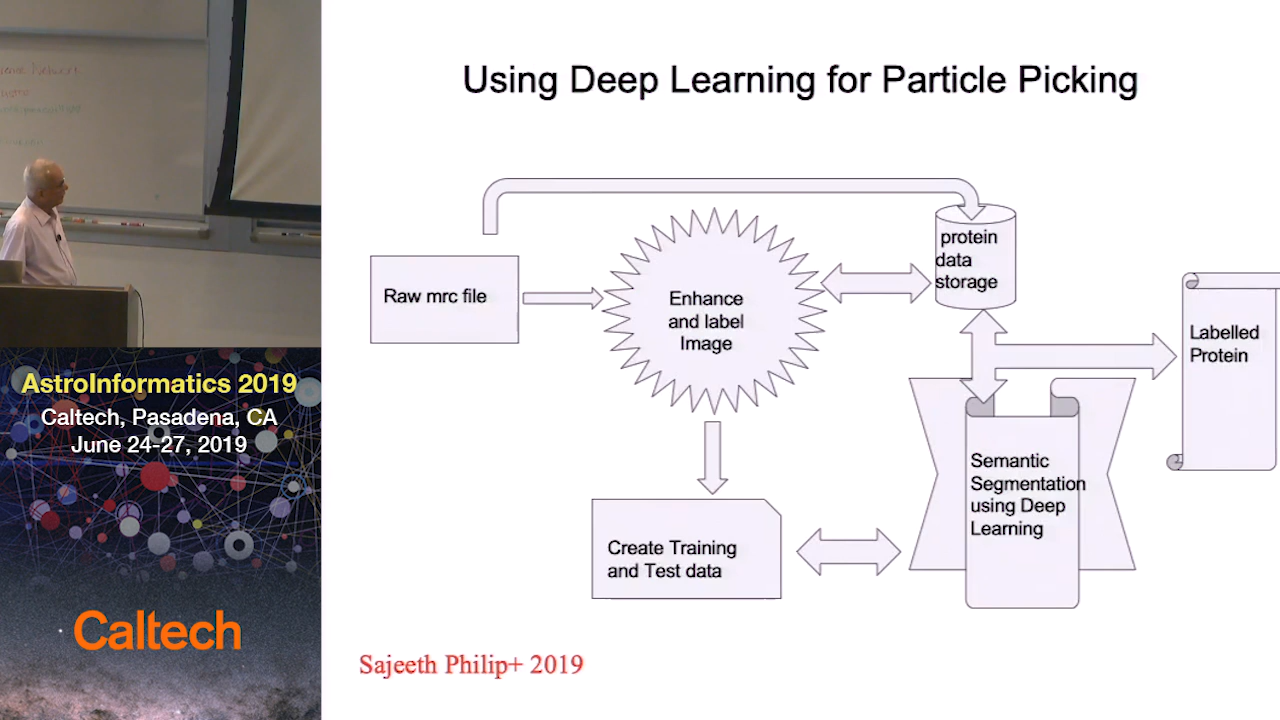 Using Deep Learning for Particle Picking
Raw mrc file
Enhance
and label
Image
protein
data
storage
Labelled
Protein
Semantic
Segmentation
using Deep
Learning
Create Training
and Test data
Sajeeth Philip+ 2019
AstroInformatics 2019
Caltech, Pasadena, CA
June 24-27, 2019
Caltech